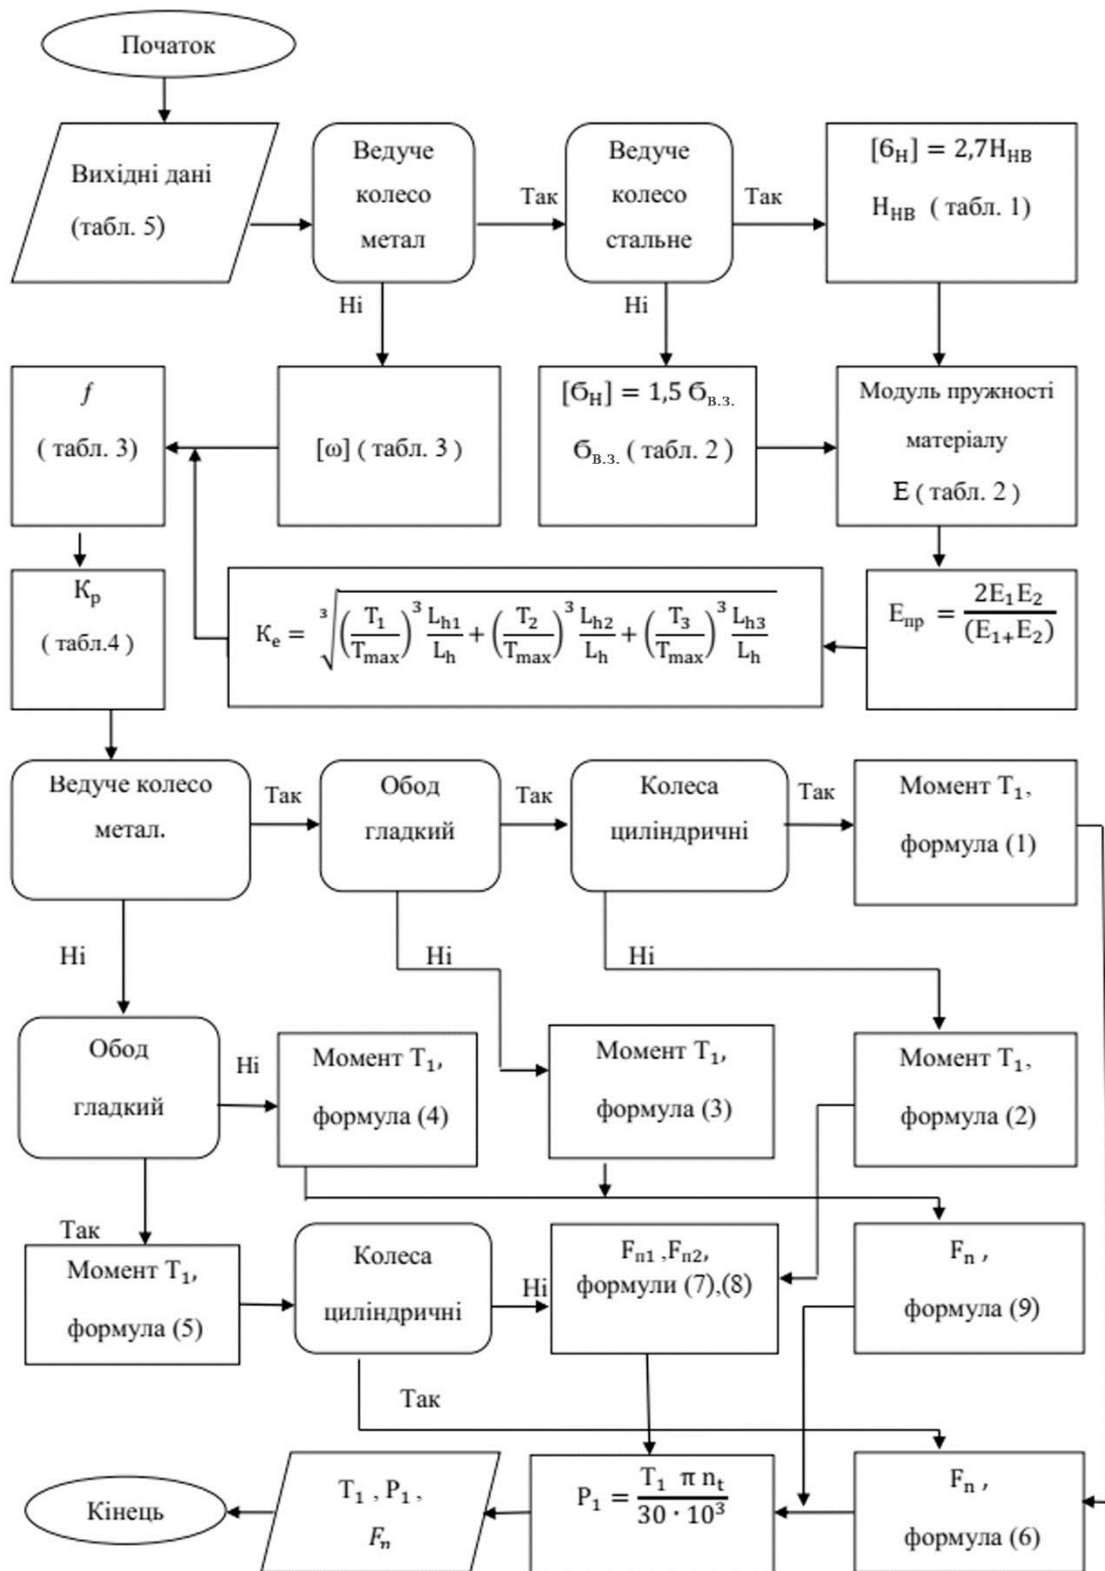 Початок
Вихідні дані
(табл. 5)
Ведуче
колесо
метал
Так
Ведуче
колесо
стальне
Так
[б_H] = 2,7H_HB
H_HB ( табл. 1)
Ні
Ні
f
( табл. 3)
[ω] ( табл. 3 )
[б_H] = 1,5 б_в.з.
б_в.з. ( табл. 2 )
Модуль пружності
матеріалу
E ( табл. 2 )
K_p
( табл.4 )
K_e = ∛((T_1/T_max)^3 L_h1/L_h + (T_2/T_max)^3 L_h2/L_h + (T_3/T_max)^3 L_h3/L_h)
E_пр = 2E_1E_2/(E_1+E_2)
Ведуче колесо
метал.
Так
Обод
гладкий
Так
Колеса
циліндричні
Так
Момент T_1,
формула (1)
Ні
Ні
Ні
Обод
гладкий
Ні
Момент T_1,
формула (4)
Момент T_1,
формула (3)
Момент T_1,
формула (2)
Так
Момент T_1,
формула (5)
Колеса
циліндричні
Ні
F_п1 ,F_п2,
формули (7),(8)
F_n ,
формула (9)
Так
Кінець
T_1 , P_1 ,
F_n
P_1 = T_1 π n_t / 30 · 10^3
F_n ,
формула (6)